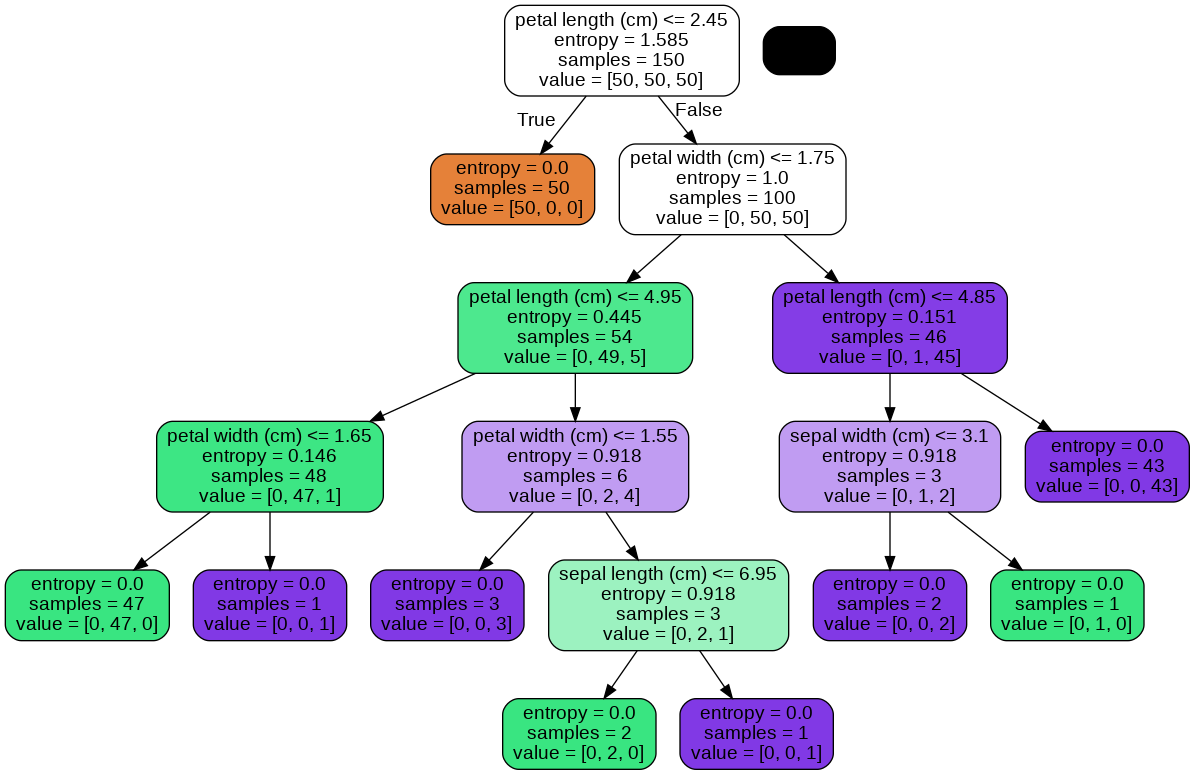 petal length (cm) <= 2.45
entropy = 1.585
samples = 150
value = [50, 50, 50]
True
False
entropy = 0.0
samples = 50
value = [50, 0, 0]
petal width (cm) <= 1.75
entropy = 1.0
samples = 100
value = [0, 50, 50]
petal length (cm) <= 4.95
entropy = 0.445
samples = 54
value = [0, 49, 5]
petal length (cm) <= 4.85
entropy = 0.151
samples = 46
value = [0, 1, 45]
petal width (cm) <= 1.65
entropy = 0.146
samples = 48
value = [0, 47, 1]
petal width (cm) <= 1.55
entropy = 0.918
samples = 6
value = [0, 2, 4]
sepal width (cm) <= 3.1
entropy = 0.918
samples = 3
value = [0, 1, 2]
entropy = 0.0
samples = 43
value = [0, 0, 43]
entropy = 0.0
samples = 47
value = [0, 47, 0]
entropy = 0.0
samples = 1
value = [0, 0, 1]
entropy = 0.0
samples = 3
value = [0, 0, 3]
sepal length (cm) <= 6.95
entropy = 0.918
samples = 3
value = [0, 2, 1]
entropy = 0.0
samples = 2
value = [0, 0, 2]
entropy = 0.0
samples = 1
value = [0, 1, 0]
entropy = 0.0
samples = 2
value = [0, 2, 0]
entropy = 0.0
samples = 1
value = [0, 0, 1]